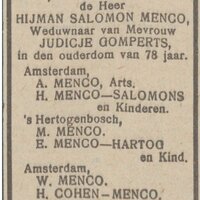 de Heer
HIJMAN SALOMON MENCO,
Weduwnaar van Mevrouw
JUDICJE GOMPERTS,
in den ouderdom van 78 jaar.
Amsterdam,
A. MENCO, Arts.
H. MENCO—SALOMONS
en Kinderen.
's Hertogenbosch,
M. MENCO.
E. MENCO—HARTOG
en Kind.
Amsterdam,
W. MENCO.
H. COHEN—MENCO.